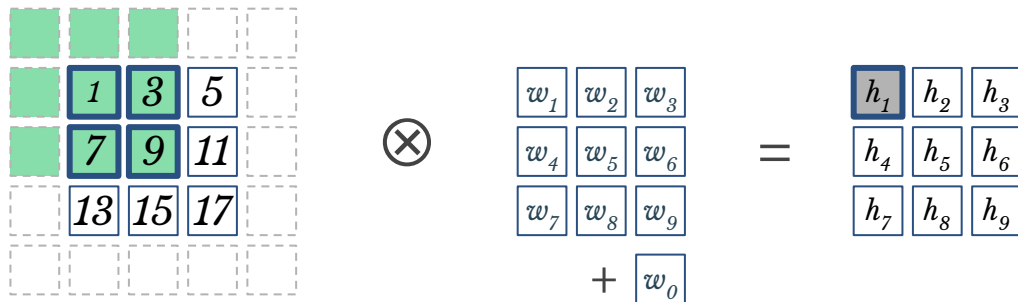 1 3 5 w₁ w₂ w₃ h₁ h₂ h₃
7 9 11 ⊗ w₄ w₅ w₆ = h₄ h₅ h₆
13 15 17 w₇ w₈ w₉ h₇ h₈ h₉
+ w₀